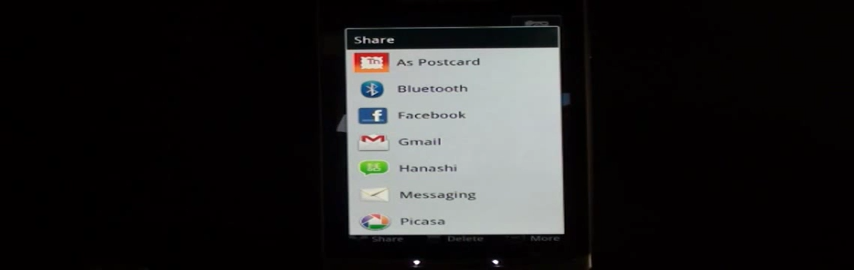 Share
As Postcard
Bluetooth
Facebook
Gmail
Hanashi
Messaging
Picasa
Share Delete More